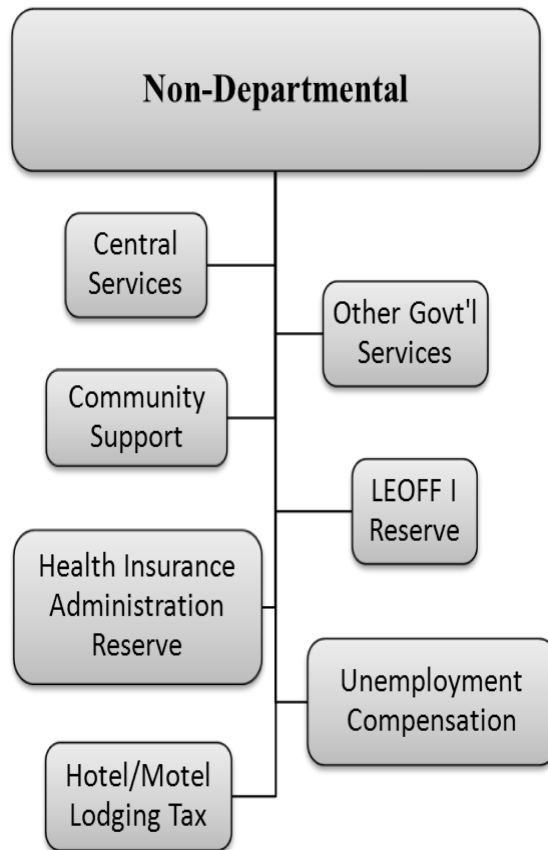 Non-Departmental
Central
Services
Other Govt'l
Services
Community
Support
LEOFF I
Reserve
Health Insurance
Administration
Reserve
Unemployment
Compensation
Hotel/Motel
Lodging Tax